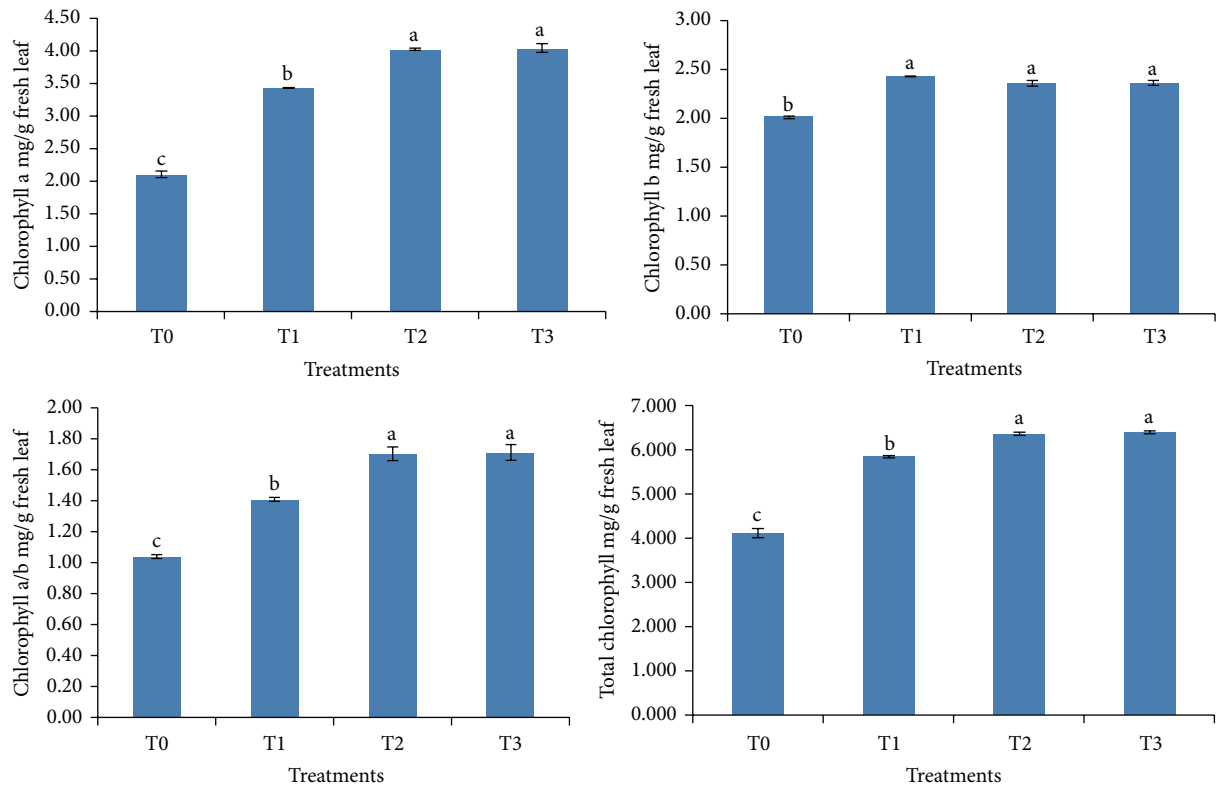 Chlorophyll a mg/g fresh leaf
4.50
4.00
3.50
3.00
2.50
2.00
1.50
1.00
0.50
0.00
c
b
a
a
T0 T1 T2 T3
Treatments
Chlorophyll b mg/g fresh leaf
3.00
2.50
2.00
1.50
1.00
0.50
0.00
b
a
a
a
T0 T1 T2 T3
Treatments
Chlorophyll a/b mg/g fresh leaf
2.00
1.80
1.60
1.40
1.20
1.00
0.80
0.60
0.40
0.20
0.00
c
b
a
a
T0 T1 T2 T3
Treatments
Total chlorophyll mg/g fresh leaf
7.000
6.000
5.000
4.000
3.000
2.000
1.000
0.000
c
b
a
a
T0 T1 T2 T3
Treatments